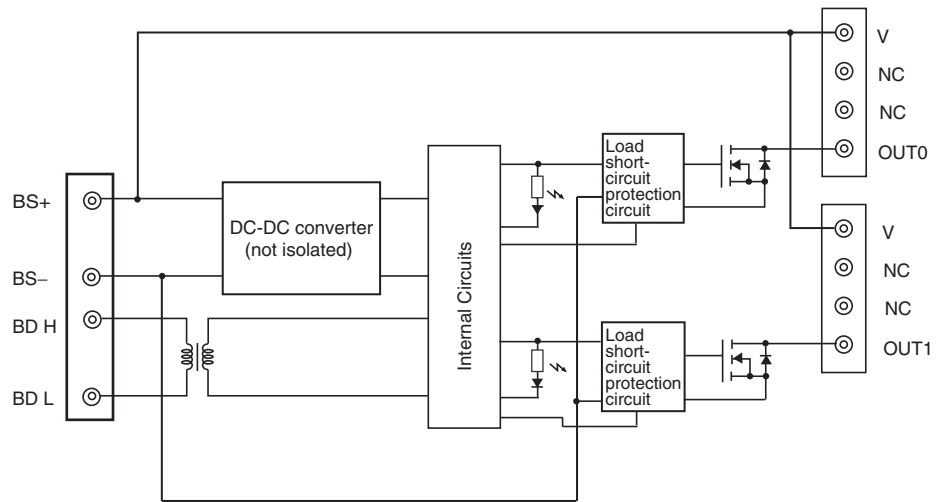 V
NC
NC
OUT0
Load
short-
circuit
protection
circuit
BS+
DC-DC converter
(not isolated)
BS−
BD H
BD L
Internal Circuits
V
NC
NC
OUT1
Load
short-
circuit
protection
circuit